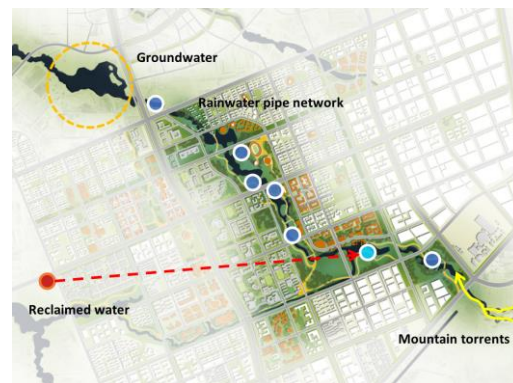 Groundwater
Rainwater pipe network
Reclaimed water
Mountain torrents